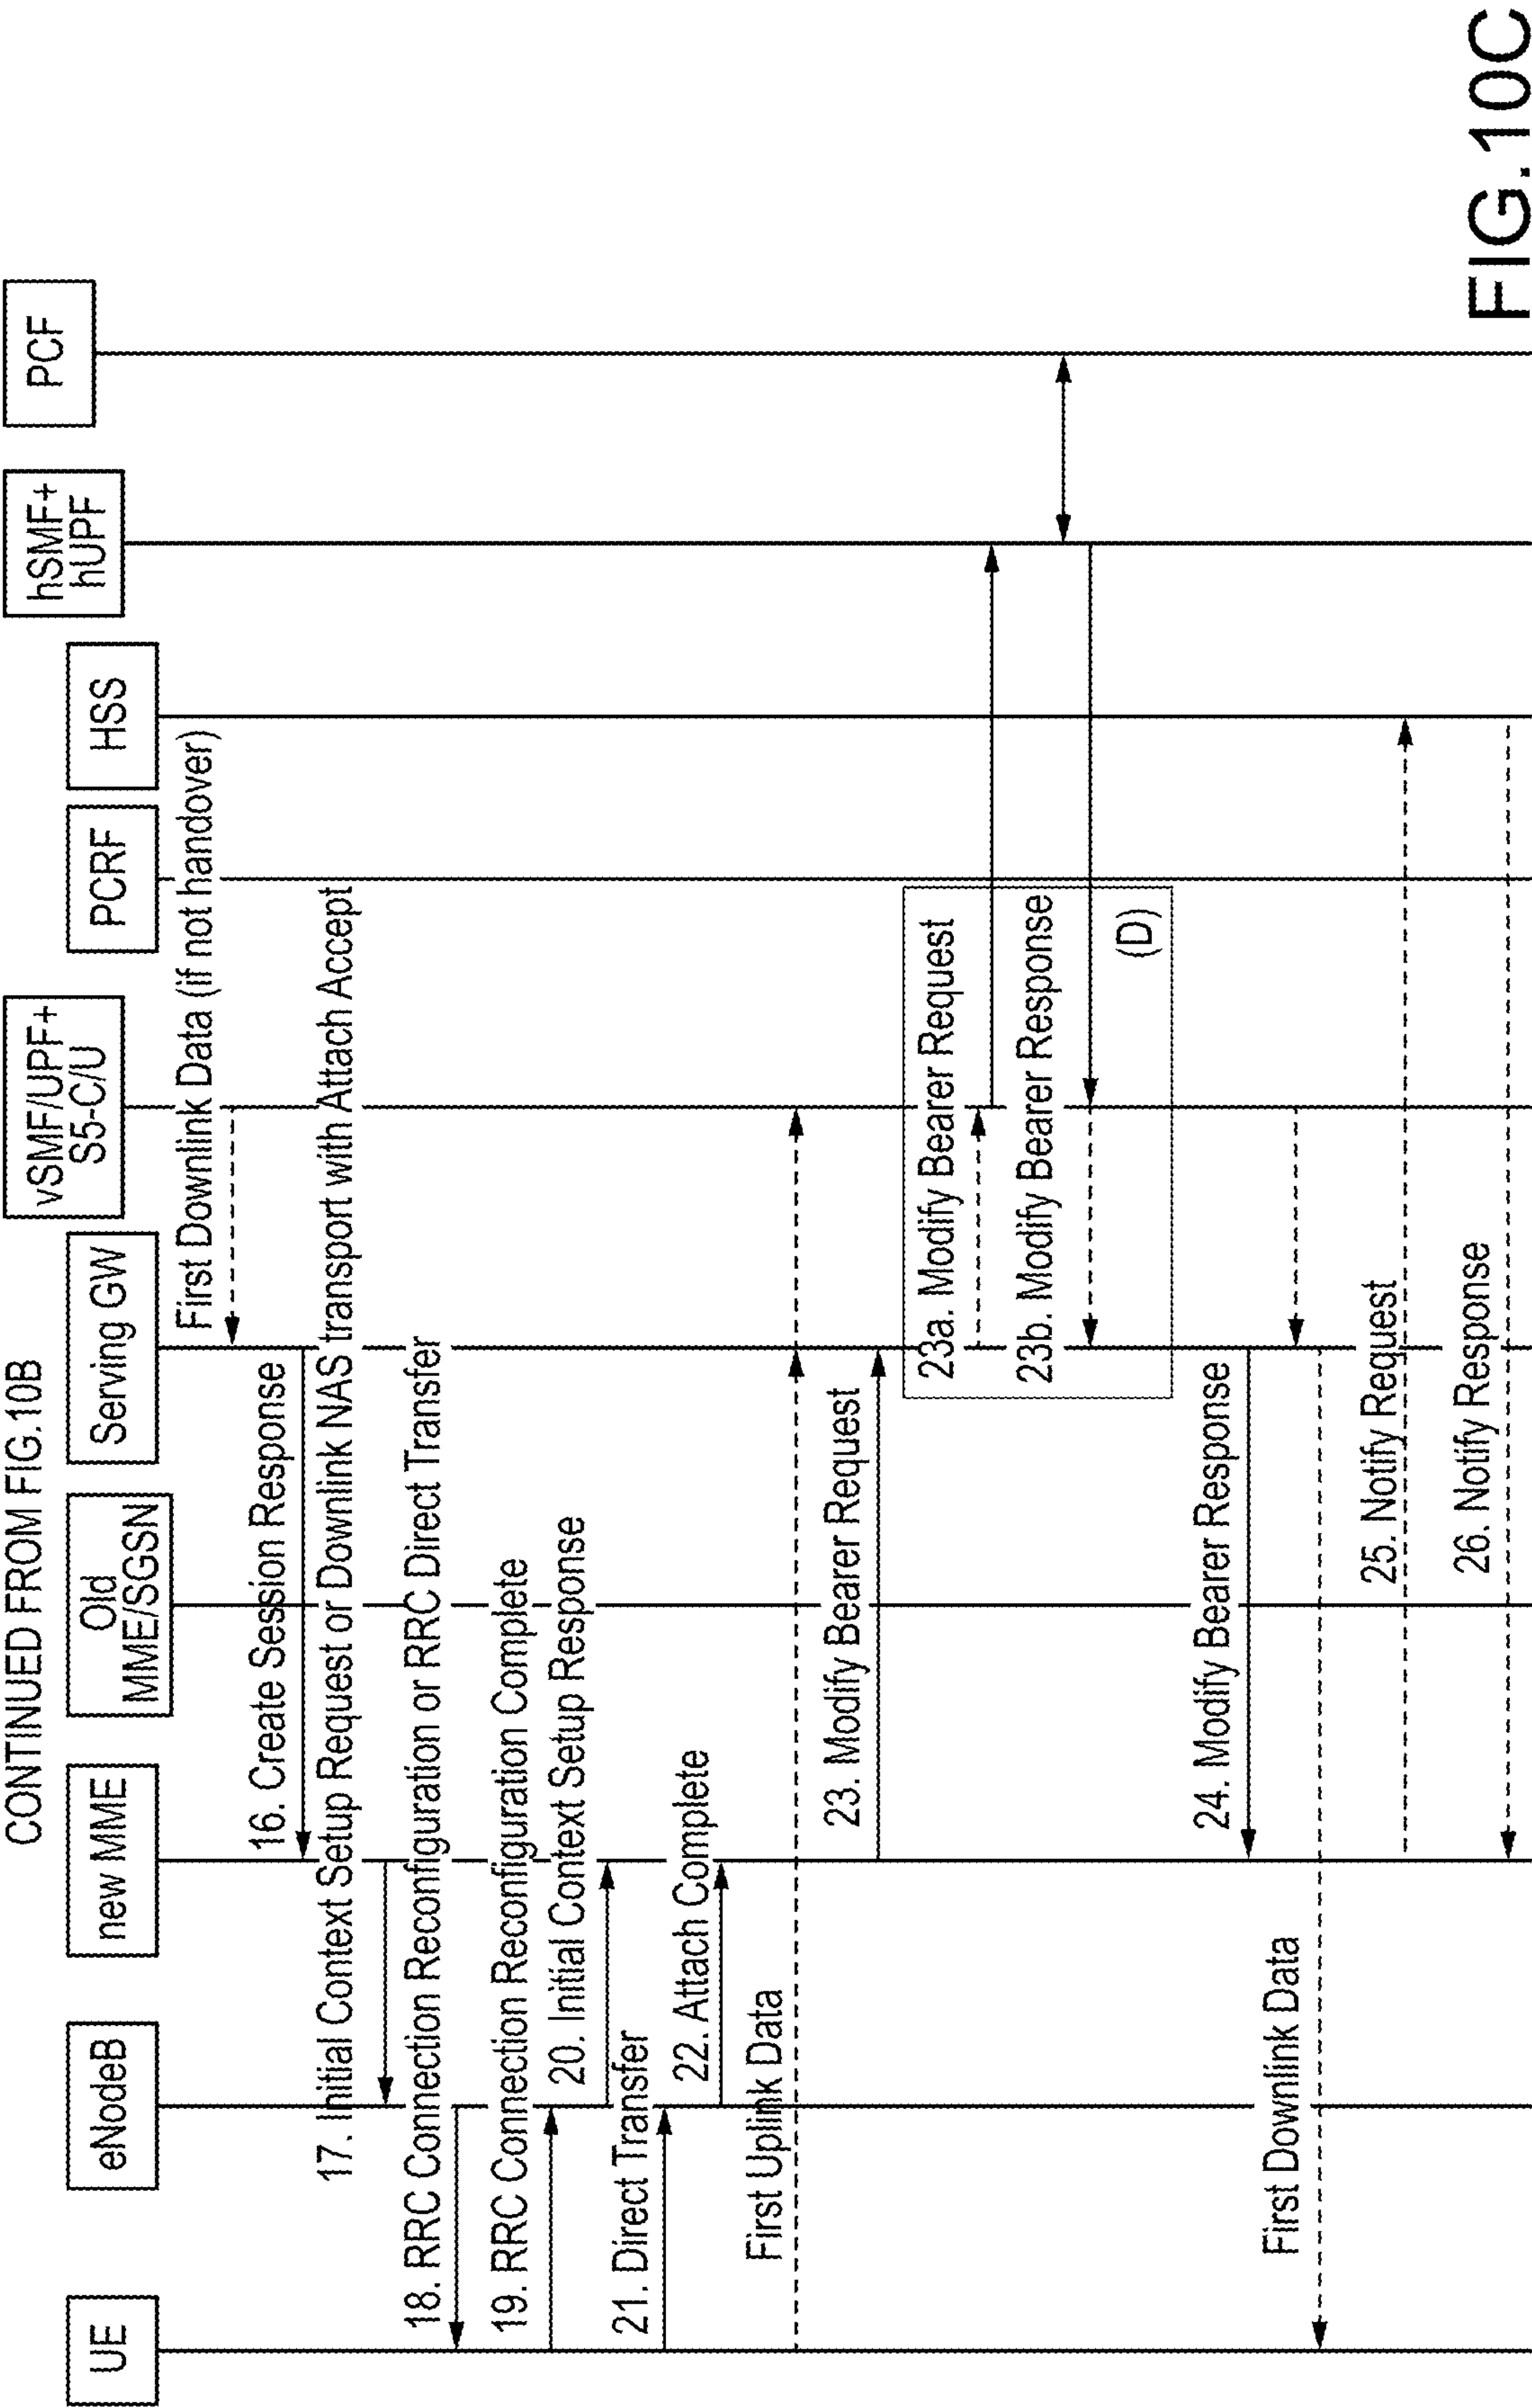 CONTINUED FROM FIG.10B
UE
eNodeB
new MME
Old
MME/SGSN
Serving GW
vSMF/UPF+
S5-C/U
PCRF
HSS
hSMF+
hUPF
PCF
First Downlink Data (if not handover)
16. Create Session Response
17. Initial Context Setup Request or Downlink NAS transport with Attach Accept
18. RRC Connection Reconfiguration or RRC Direct Transfer
19. RRC Connection Reconfiguration Complete
20. Initial Context Setup Response
21. Direct Transfer
22. Attach Complete
First Uplink Data
23. Modify Bearer Request
23a. Modify Bearer Request
23b. Modify Bearer Response
(D)
24. Modify Bearer Response
First Downlink Data
25. Notify Request
26. Notify Response
FIG.10C